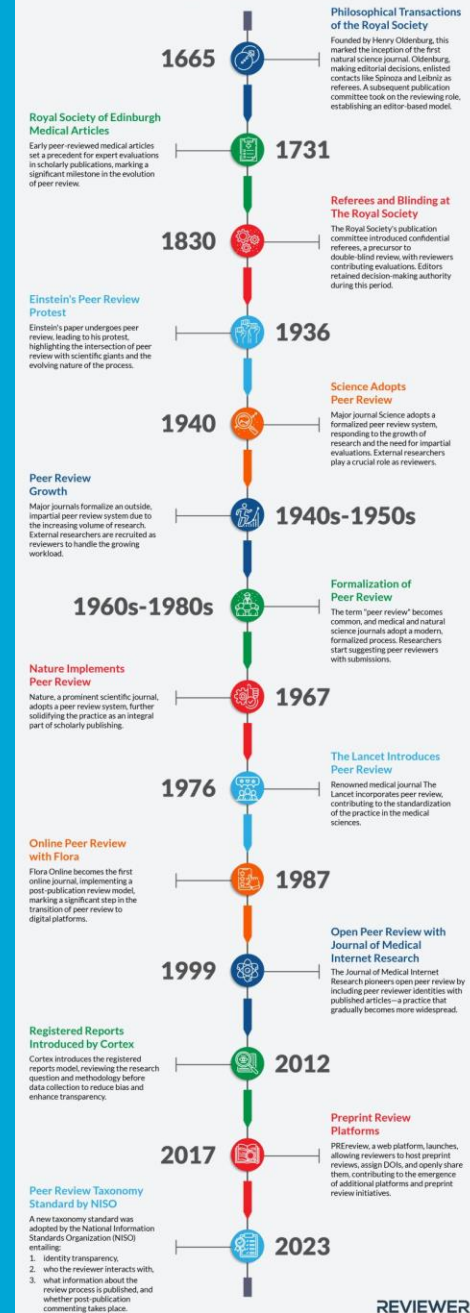 1665
Philosophical Transactions
of the Royal Society
Founded by Henry Oldenburg, this
marked the inception of the first
natural science journal. Oldenburg,
making editorial decisions, enlisted
contacts like Spinoza and Leibniz as
referees. A subsequent publication
committee took on the reviewing role,
establishing an editor-based model.
Royal Society of Edinburgh
Medical Articles
Early peer-reviewed medical articles
set a precedent for expert evaluations
in scholarly publications, marking a
significant milestone in the evolution
of peer review.
1731
1830
Referees and Blinding at
The Royal Society
The Royal Society's publication
committee introduced confidential
referees, a precursor to
double-blind review, with reviewers
contributing evaluations. Editors
retained decision-making authority
during this period.
Einstein's Peer Review
Protest
Einstein's paper undergoes peer
review, leading to his protest,
highlighting the intersection of peer
review with scientific giants and the
evolving nature of the process.
1936
1940
Science Adopts
Peer Review
Major journal Science adopts a
formalized peer review system,
responding to the growth of
research and the need for impartial
evaluations. External researchers
play a crucial role as reviewers.
Peer Review
Growth
Major journals formalize an outside,
impartial peer review system due to
the increasing volume of research.
External researchers are recruited as
reviewers to handle the growing
workload.
1940s-1950s
1960s-1980s
Formalization of
Peer Review
The term "peer review" becomes
common, and medical and natural
science journals adopt a modern,
formalized process. Researchers
start suggesting peer reviewers
with submissions.
Nature Implements
Peer Review
Nature, a prominent scientific journal,
adopts a peer review system, further
solidifying the practice as an integral
part of scholarly publishing.
1967
1976
The Lancet Introduces
Peer Review
Renowned medical journal The
Lancet incorporates peer review,
contributing to the standardization
of the practice in the medical
sciences.
Online Peer Review
with Flora
Flora Online becomes the first
online journal, implementing a
post-publication review model,
marking a significant step in the
transition of peer review to
digital platforms.
1987
1999
Open Peer Review with
Journal of Medical
Internet Research
The Journal of Medical Internet
Research pioneers open peer review by
including peer reviewer identities with
published articles—a practice that
gradually becomes more widespread.
Registered Reports
Introduced by Cortex
Cortex introduces the registered
reports model, reviewing the research
question and methodology before
data collection to reduce bias and
enhance transparency.
2012
2017
Preprint Review
Platforms
PREreview, a web platform, launches,
allowing reviewers to host preprint
reviews, assign DOIs, and openly share
them, contributing to the emergence
of additional platforms and preprint
review initiatives.
Peer Review Taxonomy
Standard by NISO
A new taxonomy standard was
adopted by the National Information
Standards Organization (NISO)
entailing:
1. identity transparency,
2. who the reviewer interacts with,
3. what information about the
review process is published, and
whether post-publication
commenting takes place.
2023
REVIEWER